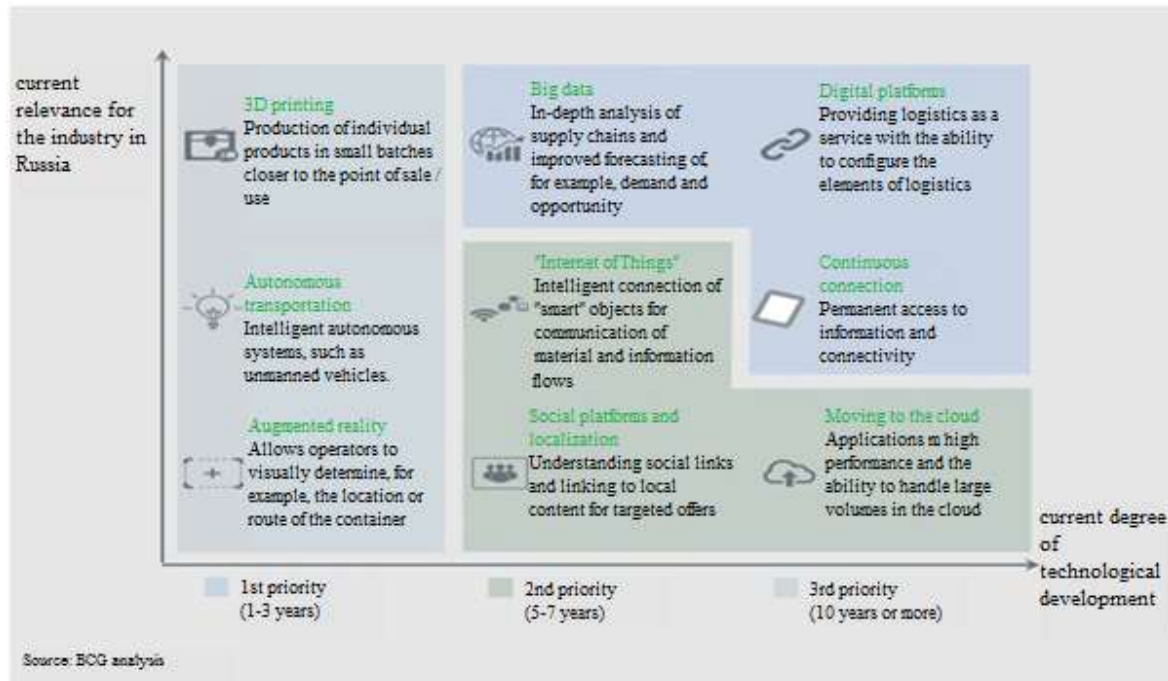 current
relevance for
the industry in
Russia
3D printing
Production of individual
products in small batches
closer to the point of sale /
use
Big data
In-depth analysis of
supply chains and
improved forecasting of,
for example, demand and
opportunity
Digital platforms
Providing logistics as a
service with the ability
to configure the
elements of logistics
Autonomous
transportation
Intelligent autonomous
systems, such as
unmanned vehicles.
"Internet of Things"
Intelligent connection of
"smart" objects for
communication of
material and information
flows
Continuous
connection
Permanent access to
information and
connectivity
Augmented reality
Allows operators to
visually determine, for
example, the location or
route of the container
Social platforms and
localization
Understanding social links
and linking to local
content for targeted offers
Moving to the cloud
Applications m high
performance and the
ability to handle large
volumes in the cloud
current degree
of
technological
development
1st priority
(1-3 years)
2nd priority
(5-7 years)
3rd priority
(10 years or more)
Source: BCG analysis